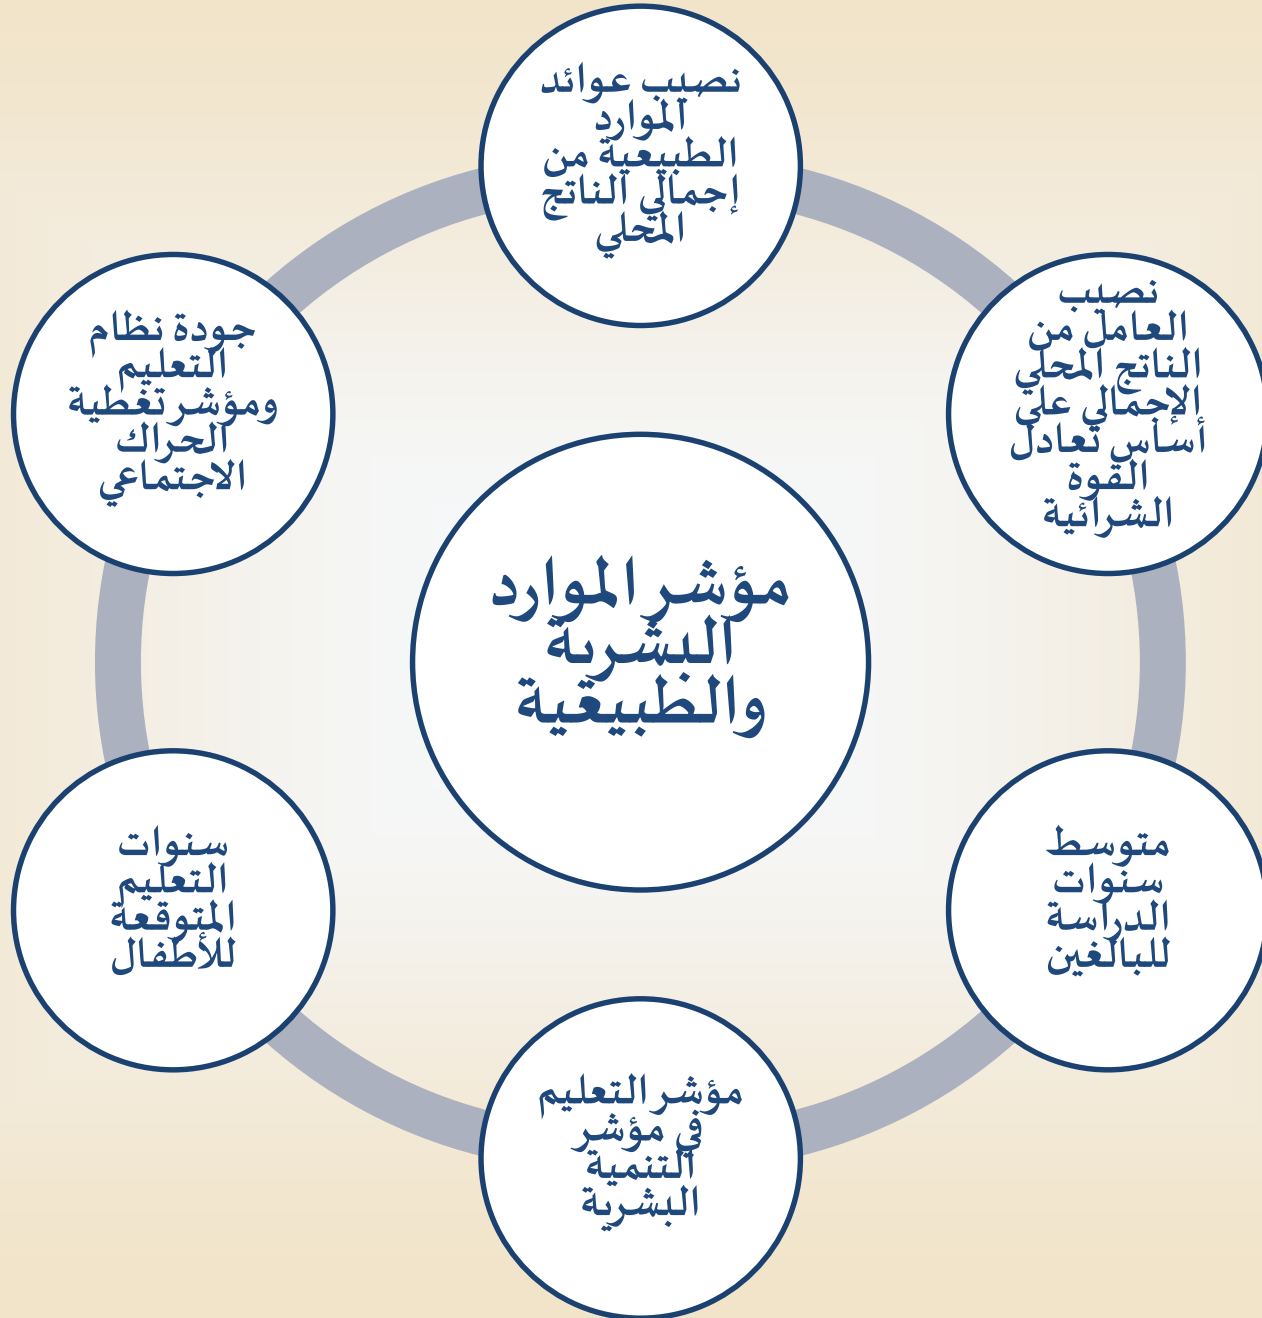 نصيب عوائد
الموارد
الطبيعية من
إجمالي الناتج
المحلي
نصيب
العامل من
الناتج المحلي
الإجمالي على
أساس تعادل
القوة
الشرائية
متوسط
سنوات
الدراسة
للبالغين
مؤشر التعليم
في مؤشر
التنمية
البشرية
سنوات
التعليم
المتوقعة
للأطفال
جودة نظام
التعليم
ومؤشر تغطية
الحراك
الاجتماعي
مؤشر الموارد
البشرية
والطبيعية